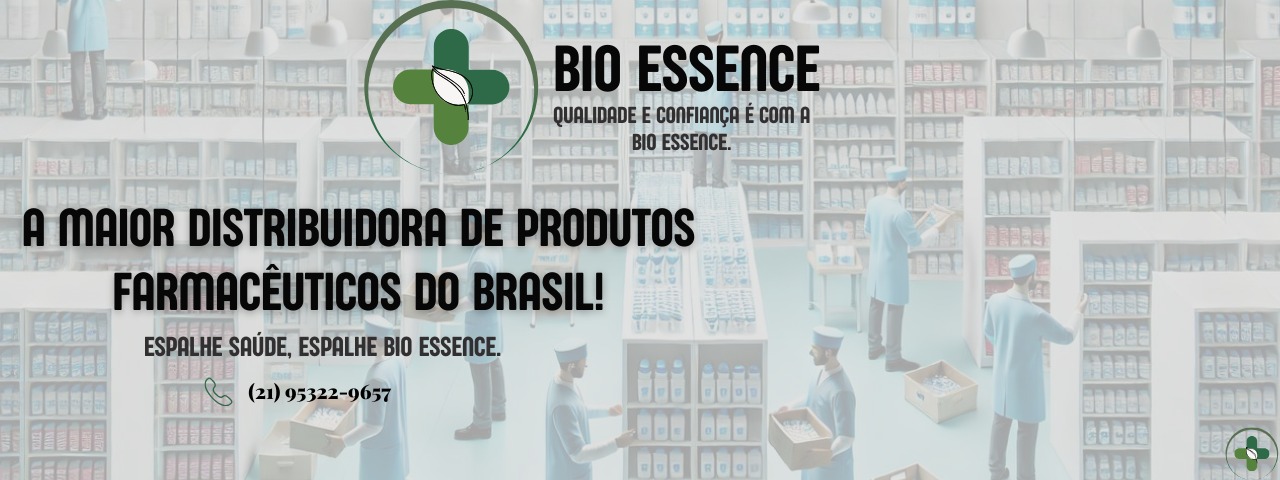 BIO ESSENCE
QUALIDADE E CONFIANÇA É COM A
BIO ESSENCE.
A MAIOR DISTRIBUIDORA DE PRODUTOS
FARMACÊUTICOS DO BRASIL!
ESPALHE SAÚDE, ESPALHE BIO ESSENCE.
(21) 95322-9657